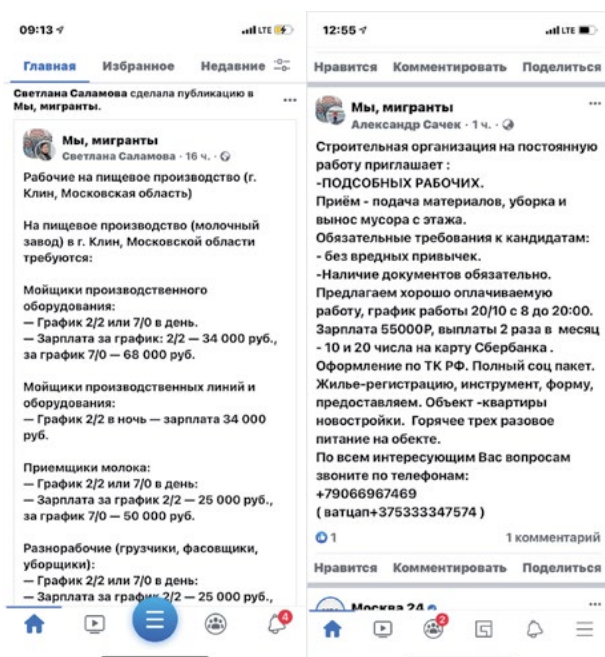 09:13
LTE
Главная Избранное Недавние
Светлана Саламова сделала публикацию в
Мы, мигранты.
Мы, мигранты
Светлана Саламова · 16 ч. ·
Рабочие на пищевое производство (г.
Клин, Московская область)
На пищевое производство (молочный
завод) в г. Клин, Московской области
требуются:
Мойщики производственного
оборудования:
— График 2/2 или 7/0 в день.
— Зарплата за график: 2/2 — 34 000 руб.,
за график 7/0 — 68 000 руб.
Мойщики производственных линий и
оборудования:
— График 2/2 в ночь — зарплата 34 000
руб.
Приемщики молока:
— График 2/2 или 7/0 в день:
— Зарплата за график 2/2 — 25 000 руб.,
за график 7/0 — 50 000 руб.
Разнорабочие (грузчики, фасовщики,
уборщики):
— График 2/2 или 7/0 в день:
— Зарплата за график 2/2 — 25 000 руб.,
4
12:55
LTE
Нравится Комментировать Поделиться
Мы, мигранты
Александр Сачек · 1 ч. ·
Строительная организация на постоянную
работу приглашает :
-ПОДСОБНЫХ РАБОЧИХ.
Приём - подача материалов, уборка и
вынос мусора с этажа.
Обязательные требования к кандидатам:
- без вредных привычек.
-Наличие документов обязательно.
Предлагаем хорошо оплачиваемую
работу, график работы 20/10 с 8 до 20:00.
Зарплата 55000Р, выплаты 2 раза в месяц
- 10 и 20 числа на карту Сбербанка .
Оформление по ТК РФ. Полный соц пакет.
Жилье-регистрацию, инструмент, форму,
предоставляем. Объект -квартиры
новостройки. Горячее трех разовое
питание на обекте.
По всем интересующим Вас вопросам
звоните по телефонам:
+79066967469
( ватцап+375333347574 )
1
1 комментарий
Нравится Комментировать Поделиться
Москва 24
2